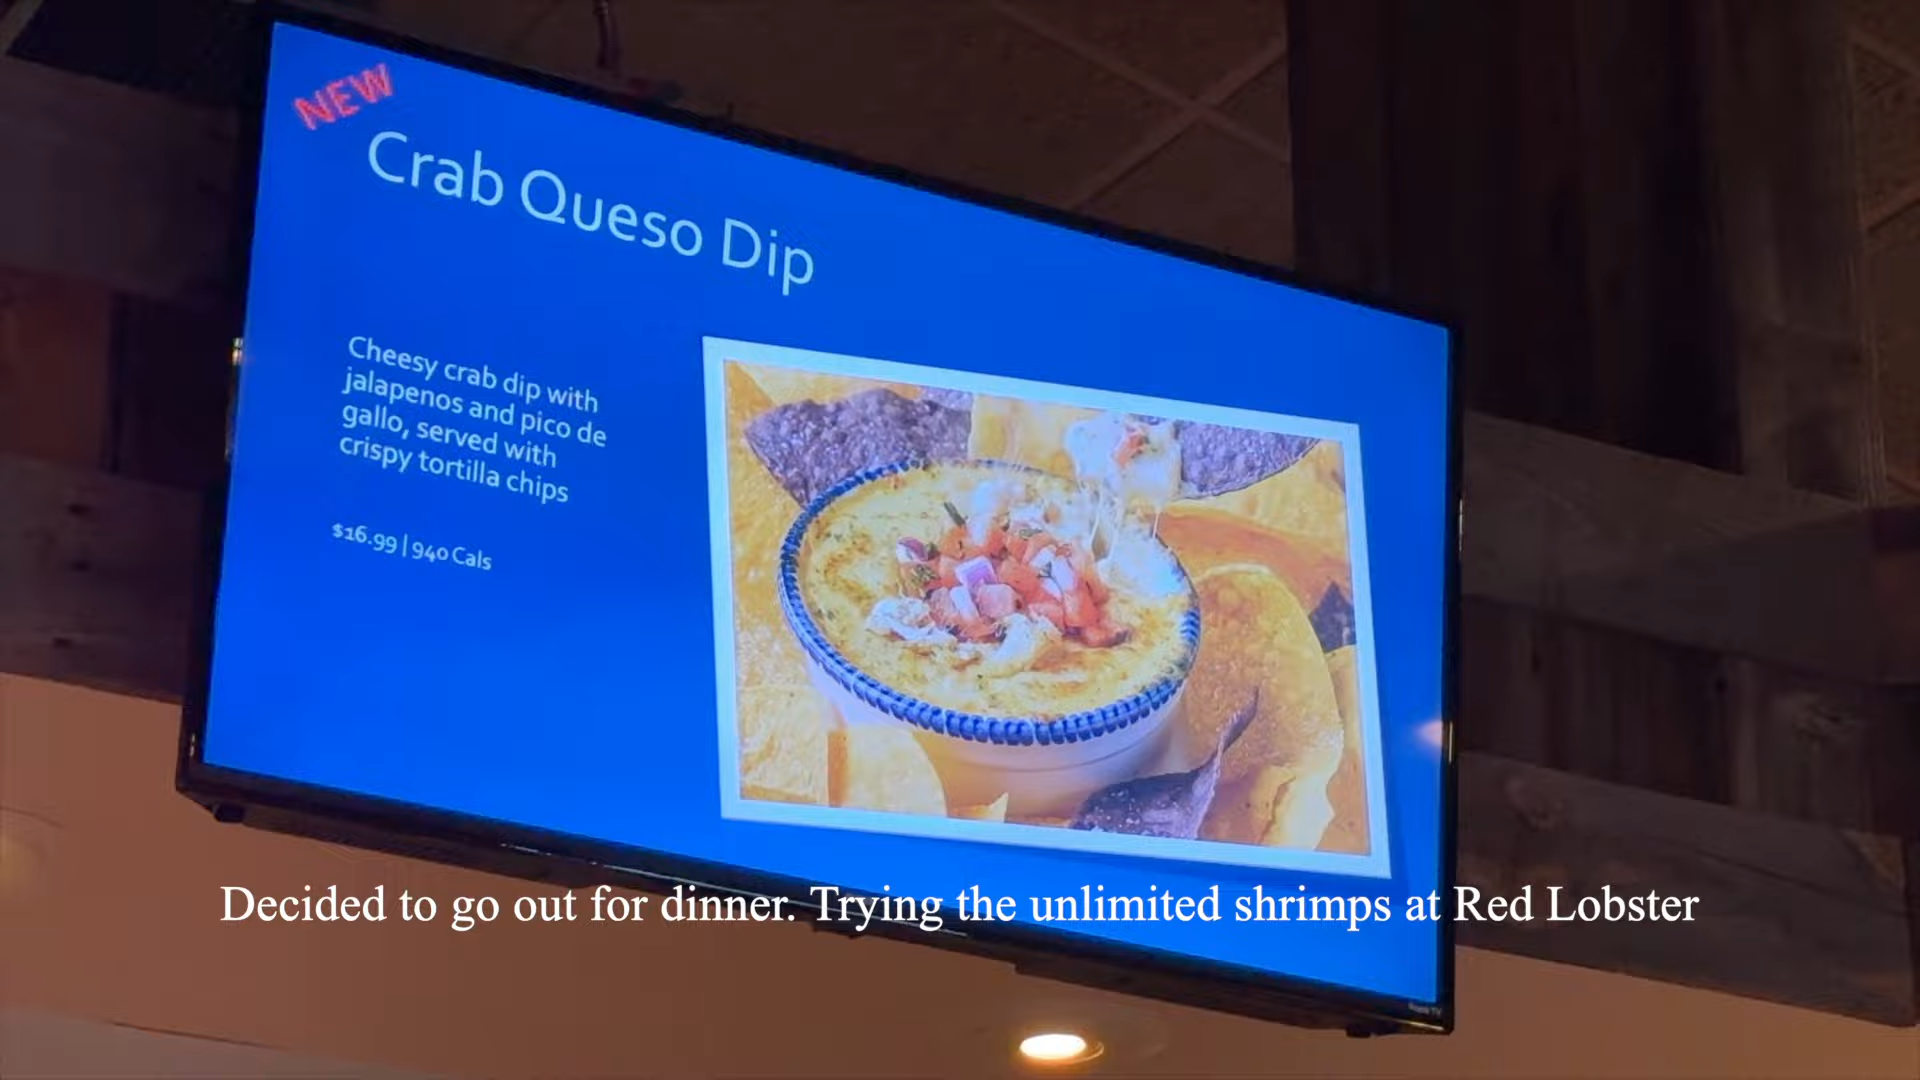 NEW
Crab Queso Dip
Cheesy crab dip with
jalapenos and pico de
gallo, served with
crispy tortilla chips
$16.99 | 940 Cals
Decided to go out for dinner. Trying the unlimited shrimps at Red Lobster